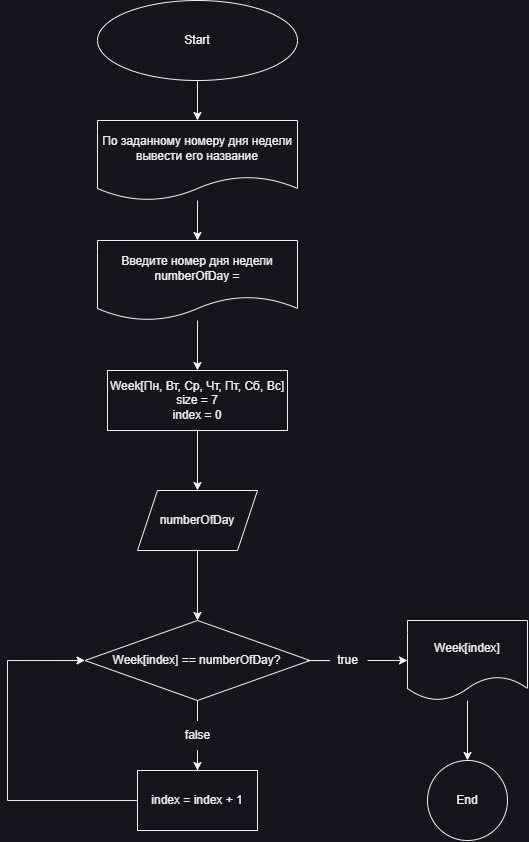 Start
По заданному номеру дня недели
вывести его название
Введите номер дня недели
numberOfDay =
Week[Пн, Вт, Ср, Чт, Пт, Сб, Вс]
size = 7
index = 0
numberOfDay
Week[index] == numberOfDay?
true
Week[index]
false
index = index + 1
End